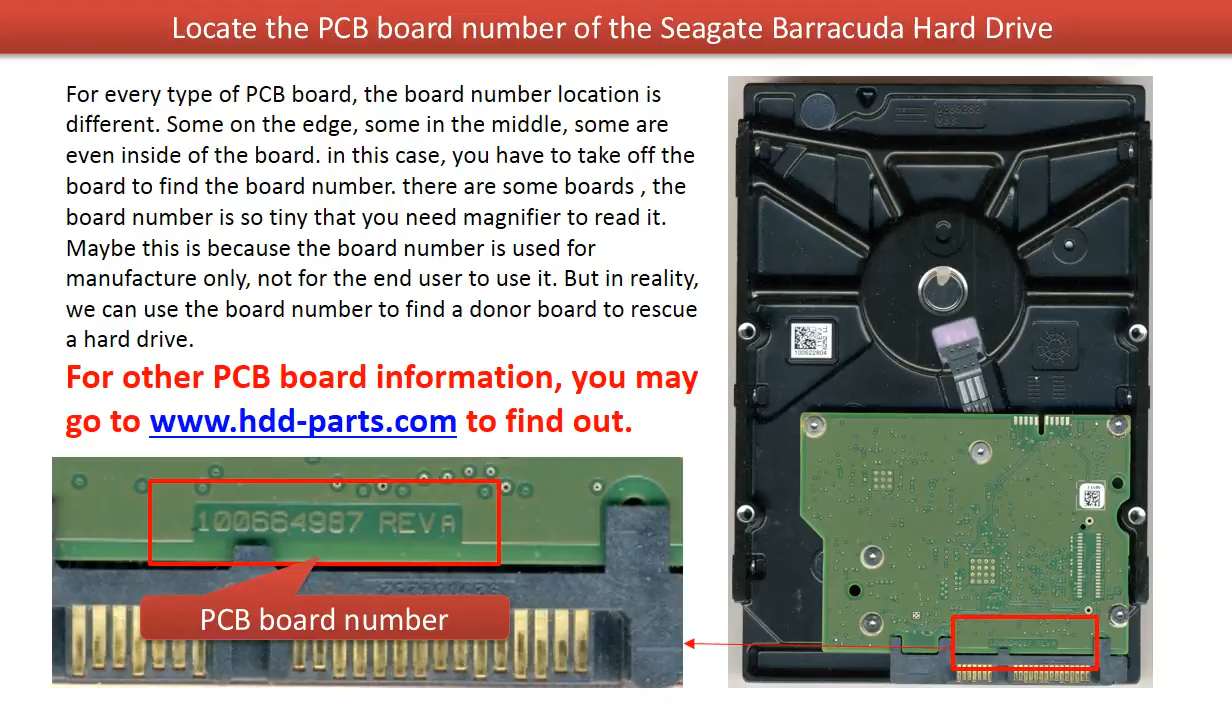 Locate the PCB board number of the Seagate Barracuda Hard Drive
For every type of PCB board, the board number location is
different. Some on the edge, some in the middle, some are
even inside of the board. in this case, you have to take off the
board to find the board number. there are some boards , the
board number is so tiny that you need magnifier to read it.
Maybe this is because the board number is used for
manufacture only, not for the end user to use it. But in reality,
we can use the board number to find a donor board to rescue
a hard drive.
For other PCB board information, you may
go to www.hdd-parts.com to find out.
100664987 REV A
PCB board number
100622804